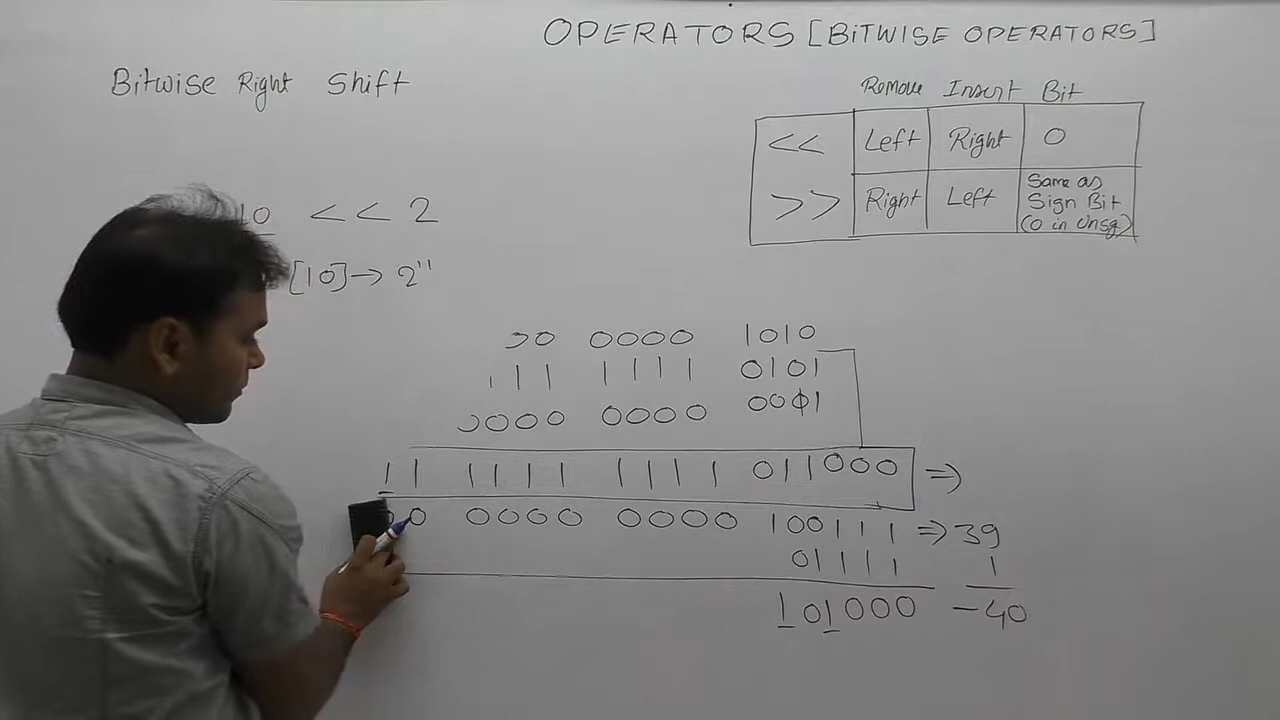 OPERATORS [BITWISE OPERATORS]
Bitwise Right Shift
Remove Insert Bit
<< Left Right 0
>> Right Left Same as Sign Bit (0 in Unsg)
10 << 2
[10] → 2"
00 0000 1010
111 1111 0101
0000 0000 0001
11 1111 1111 011000 ⇒
00 0000 0000 100111 ⇒ 39
01111 1
101000 -40